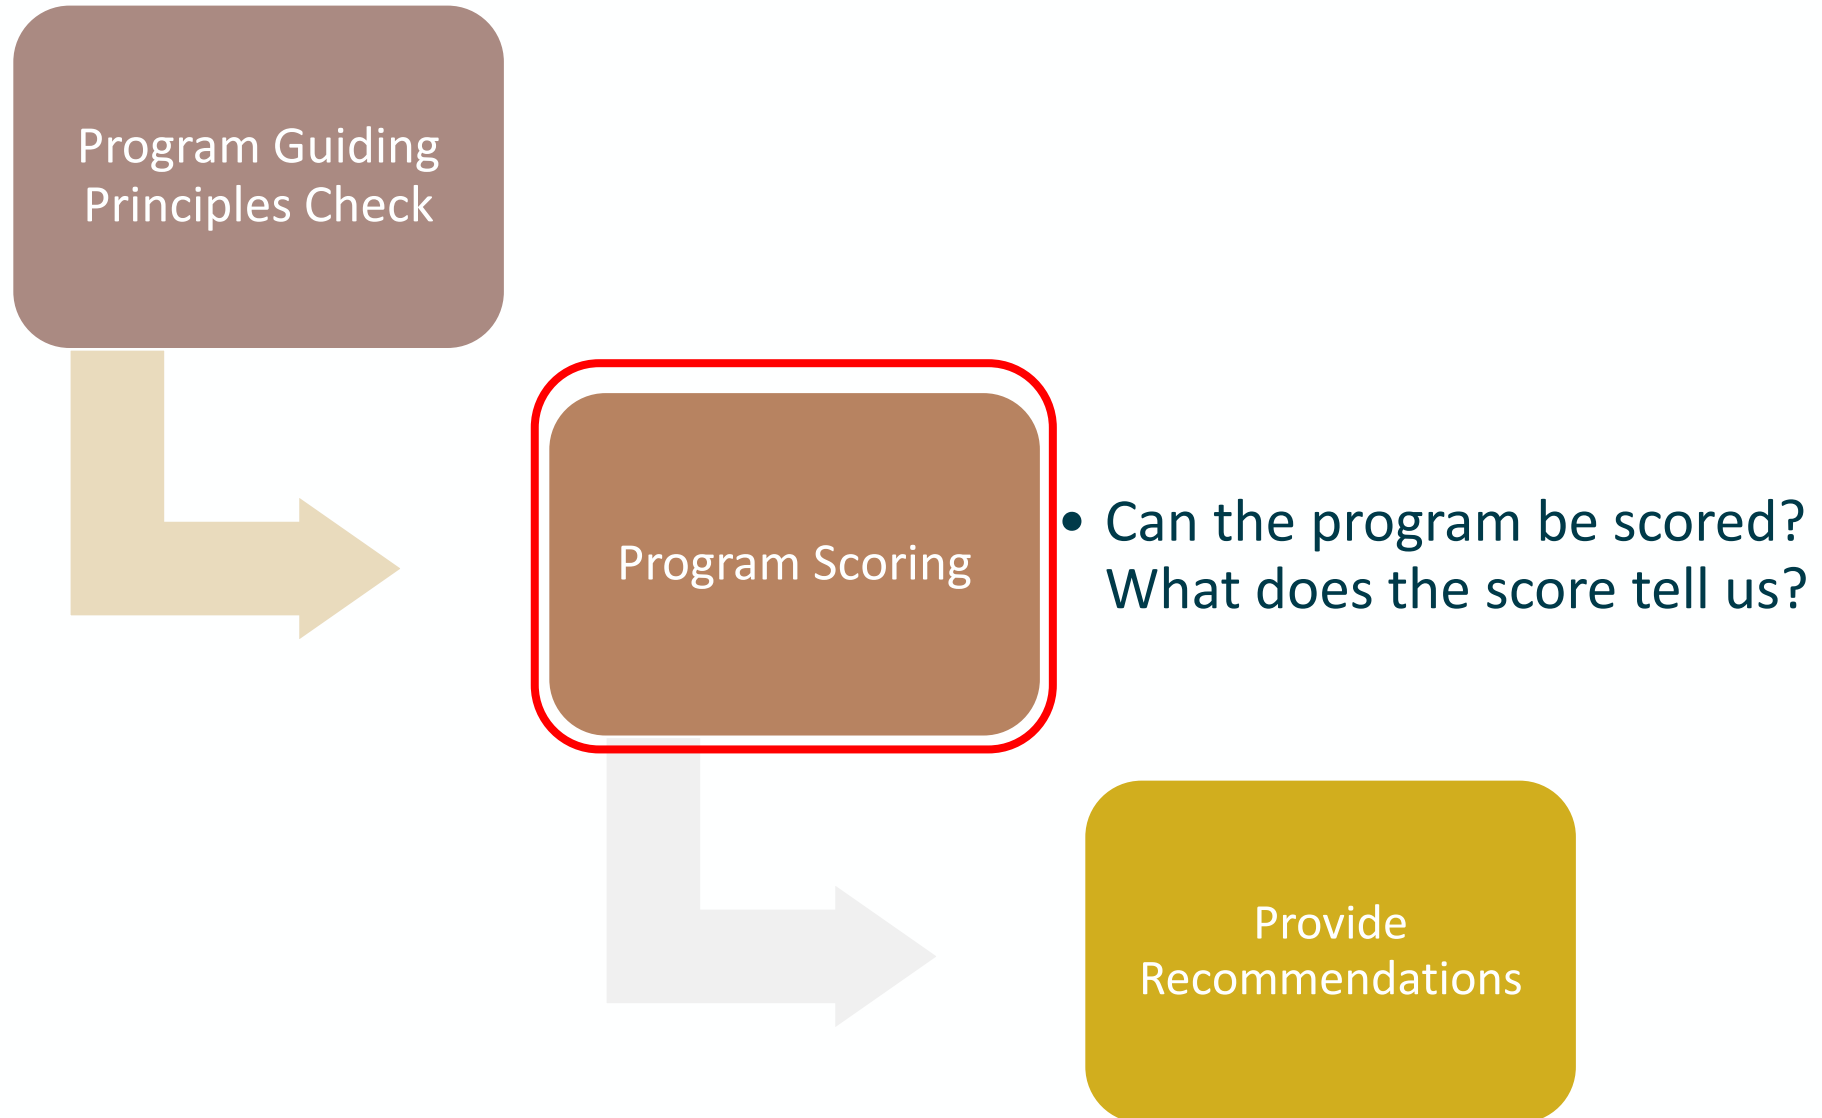 Program Guiding
Principles Check
Program Scoring
• Can the program be scored?
What does the score tell us?
Provide
Recommendations